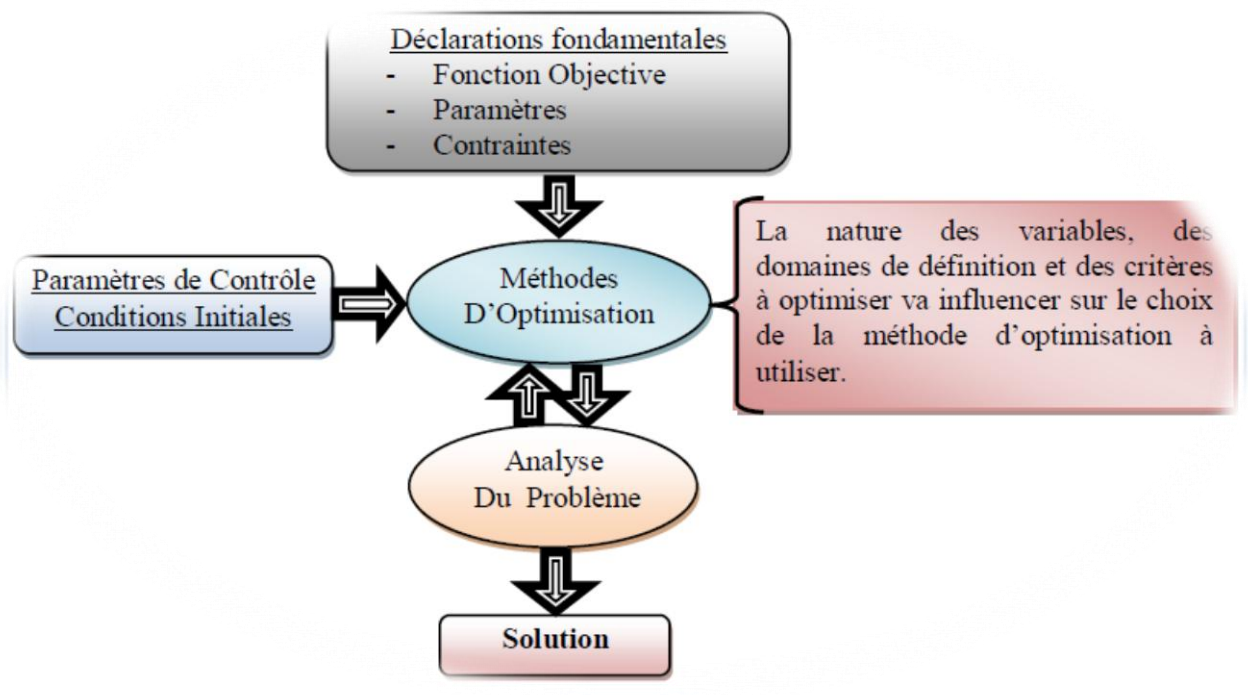 Déclarations fondamentales
- Fonction Objective
- Paramètres
- Contraintes
Paramètres de Contrôle
Conditions Initiales
Méthodes
D’Optimisation
La nature des variables, des
domaines de définition et des critères
à optimiser va influencer sur le choix
de la méthode d’optimisation à
utiliser.
Analyse
Du Problème
Solution